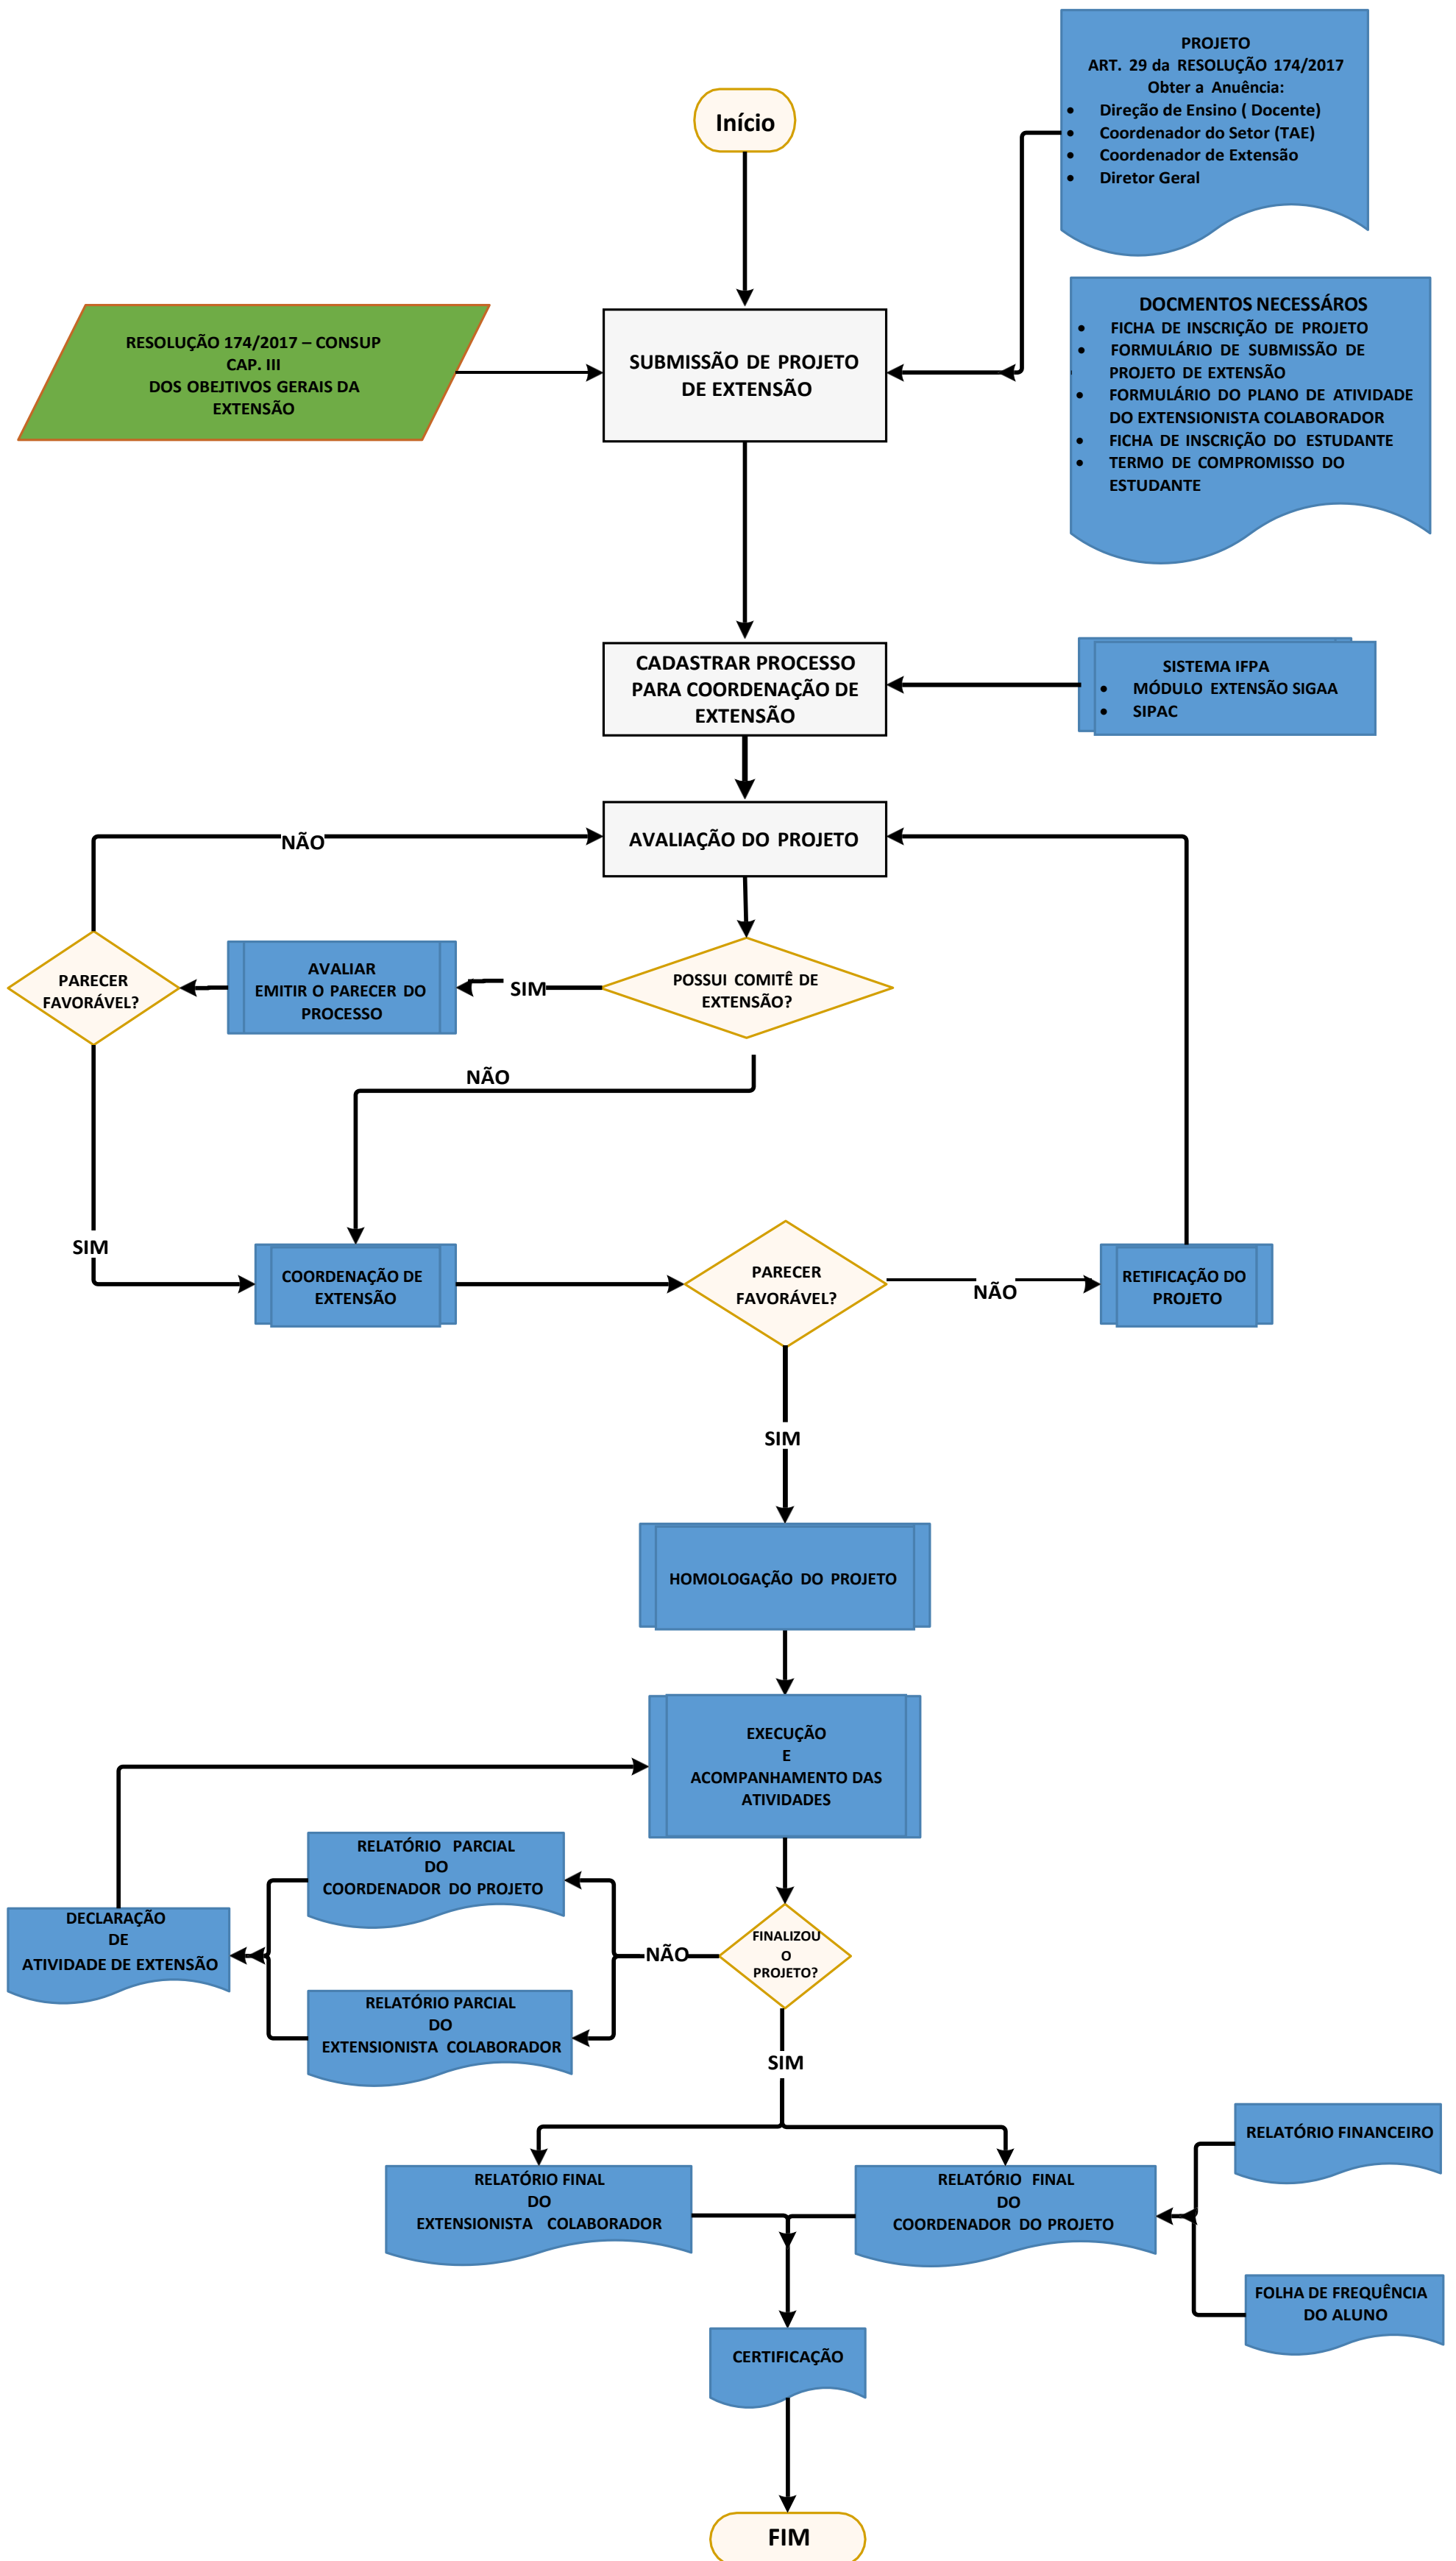 PROJETO
ART. 29 da RESOLUÇÃO 174/2017
Obter a Anuência:
• Direção de Ensino ( Docente)
• Coordenador do Setor (TAE)
• Coordenador de Extensão
• Diretor Geral
Início
DOCMENTOS NECESSÁROS
• FICHA DE INSCRIÇÃO DE PROJETO
• FORMULÁRIO DE SUBMISSÃO DE
PROJETO DE EXTENSÃO
• FORMULÁRIO DO PLANO DE ATIVIDADE
DO EXTENSIONISTA COLABORADOR
• FICHA DE INSCRIÇÃO DO ESTUDANTE
• TERMO DE COMPROMISSO DO
ESTUDANTE
RESOLUÇÃO 174/2017 – CONSUP
CAP. III
DOS OBEJTIVOS GERAIS DA
EXTENSÃO
SUBMISSÃO DE PROJETO
DE EXTENSÃO
CADASTRAR PROCESSO
PARA COORDENAÇÃO DE
EXTENSÃO
SISTEMA IFPA
• MÓDULO EXTENSÃO SIGAA
• SIPAC
AVALIAÇÃO DO PROJETO
NÃO
PARECER
FAVORÁVEL?
AVALIAR
EMITIR O PARECER DO
PROCESSO
SIM
POSSUI COMITÊ DE
EXTENSÃO?
NÃO
SIM
COORDENAÇÃO DE
EXTENSÃO
PARECER
FAVORÁVEL?
NÃO
RETIFICAÇÃO DO
PROJETO
SIM
HOMOLOGAÇÃO DO PROJETO
EXECUÇÃO
E
ACOMPANHAMENTO DAS
ATIVIDADES
RELATÓRIO PARCIAL
DO
COORDENADOR DO PROJETO
DECLARAÇÃO
DE
ATIVIDADE DE EXTENSÃO
NÃO
FINALIZOU
O
PROJETO?
RELATÓRIO PARCIAL
DO
EXTENSIONISTA COLABORADOR
SIM
RELATÓRIO FINANCEIRO
RELATÓRIO FINAL
DO
EXTENSIONISTA COLABORADOR
RELATÓRIO FINAL
DO
COORDENADOR DO PROJETO
FOLHA DE FREQUÊNCIA
DO ALUNO
CERTIFICAÇÃO
FIM